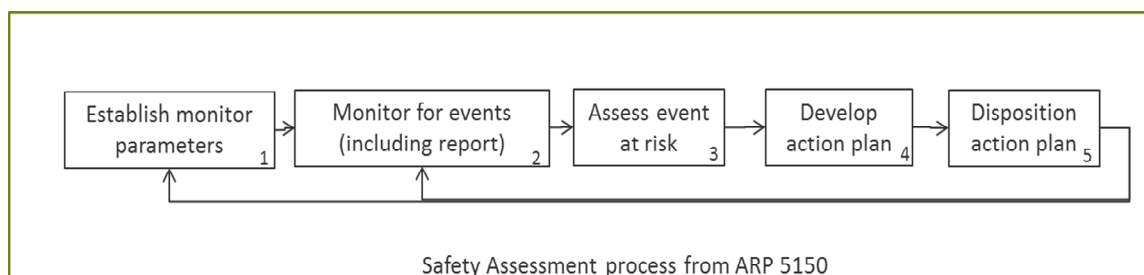 Establish monitor
parameters
1
Monitor for events
(including report)
2
Assess event
at risk
3
Develop
action plan
4
Disposition
action plan
5
Safety Assessment process from ARP 5150